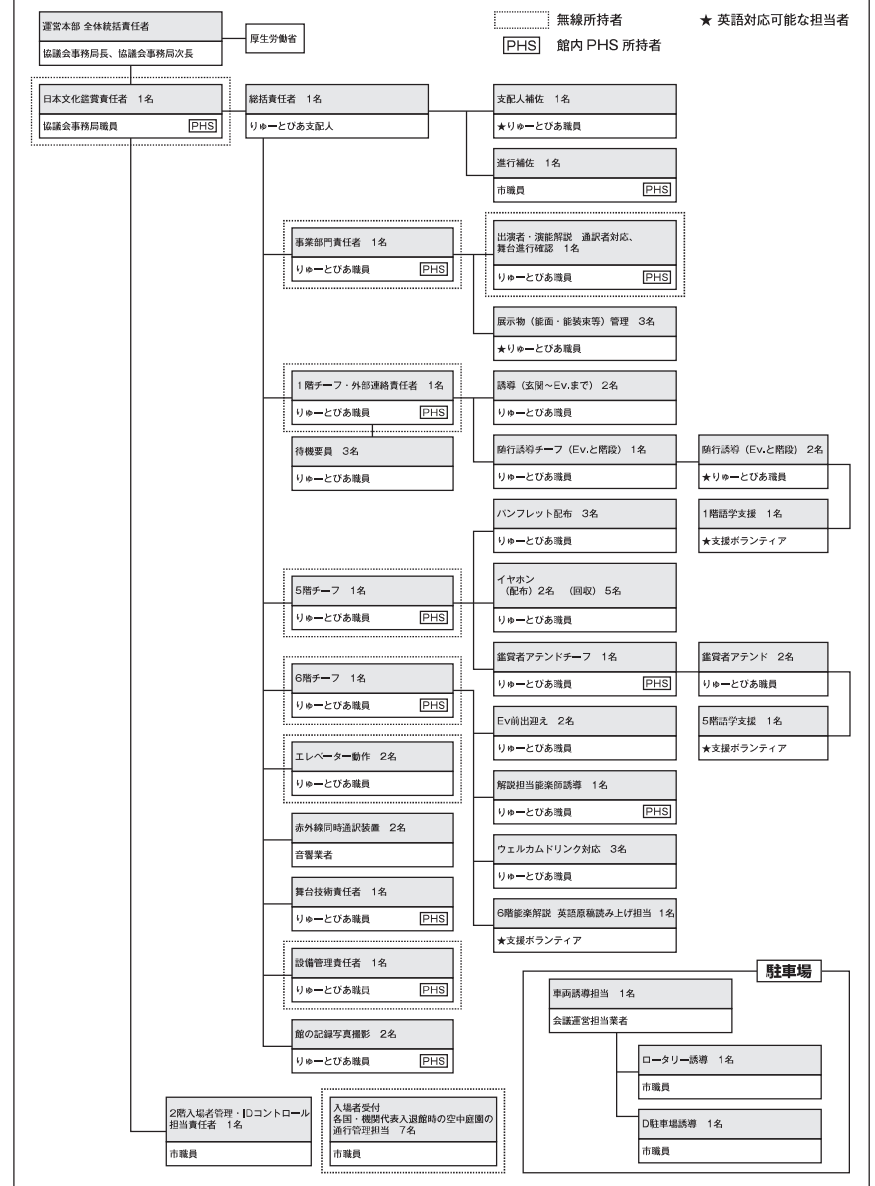 運営本部 全体統括責任者
協議会事務局長、協議会事務局次長
厚生労働省
無線所持者
★ 英語対応可能な担当者
PHS 館内 PHS 所持者
日本文化鑑賞責任者 1名
協議会事務局職員 PHS
総括責任者 1名
りゅーとぴあ支配人
支配人補佐 1名
★りゅーとぴあ職員
進行補佐 1名
市職員 PHS
事業部門責任者 1名
りゅーとぴあ職員 PHS
出演者・演能解説 通訳者対応、
舞台進行確認 1名
りゅーとぴあ職員 PHS
展示物（能面・能装束等）管理 3名
★りゅーとぴあ職員
1階チーフ・外部連絡責任者 1名
りゅーとぴあ職員 PHS
待機要員 3名
りゅーとぴあ職員
誘導（玄関～Ev.まで）2名
りゅーとぴあ職員
随行誘導チーフ（Ev.と階段）1名
りゅーとぴあ職員
随行誘導（Ev.と階段）2名
★りゅーとぴあ職員
1階語学支援 1名
★支援ボランティア
パンフレット配布 3名
りゅーとぴあ職員
5階チーフ 1名
りゅーとぴあ職員 PHS
イヤホン
（配布）2名 （回収）5名
りゅーとぴあ職員
鑑賞者アテンドチーフ 1名
りゅーとぴあ職員 PHS
鑑賞者アテンド 2名
りゅーとぴあ職員
5階語学支援 1名
★支援ボランティア
6階チーフ 1名
りゅーとぴあ職員 PHS
Ev前出迎え 2名
りゅーとぴあ職員
解説担当能楽師誘導 1名
りゅーとぴあ職員 PHS
ウェルカムドリンク対応 3名
りゅーとぴあ職員
6階能楽解説 英語原稿読み上げ担当 1名
★支援ボランティア
エレベーター動作 2名
りゅーとぴあ職員
赤外線同時通訳装置 2名
音響業者
舞台技術責任者 1名
りゅーとぴあ職員 PHS
設備管理責任者 1名
りゅーとぴあ職員 PHS
館の記録写真撮影 2名
りゅーとぴあ職員 PHS
2階入場者管理・IDコントロール
担当責任者 1名
市職員
入場者受付
各国・機関代表入退館時の空中庭園の
通行管理担当 7名
市職員
駐車場
車両誘導担当 1名
会議運営担当業者
ロータリー誘導 1名
市職員
D駐車場誘導 1名
市職員